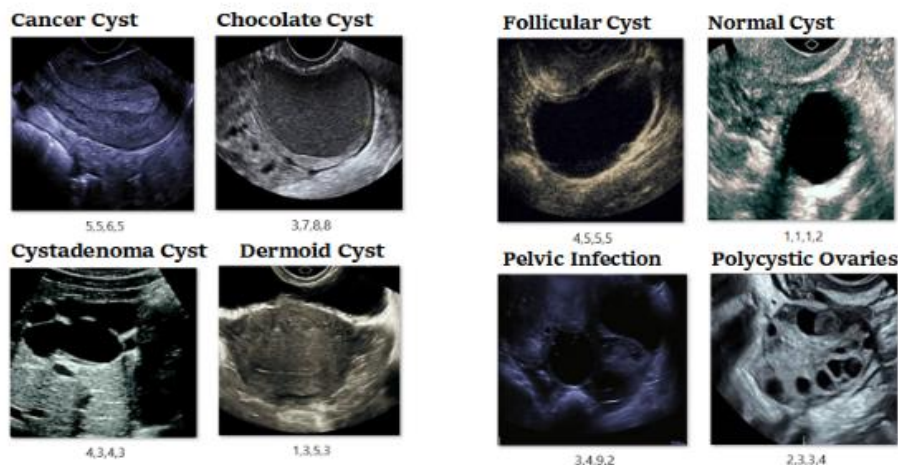 Cancer Cyst
Chocolate Cyst
Follicular Cyst
Normal Cyst
5,5,6,5
3,7,8,8
4,5,5,5
1,1,1,2
Cystadenoma Cyst
Dermoid Cyst
Pelvic Infection
Polycystic Ovaries
4,3,4,3
1,3,5,3
3,4,9,2
2,3,3,4